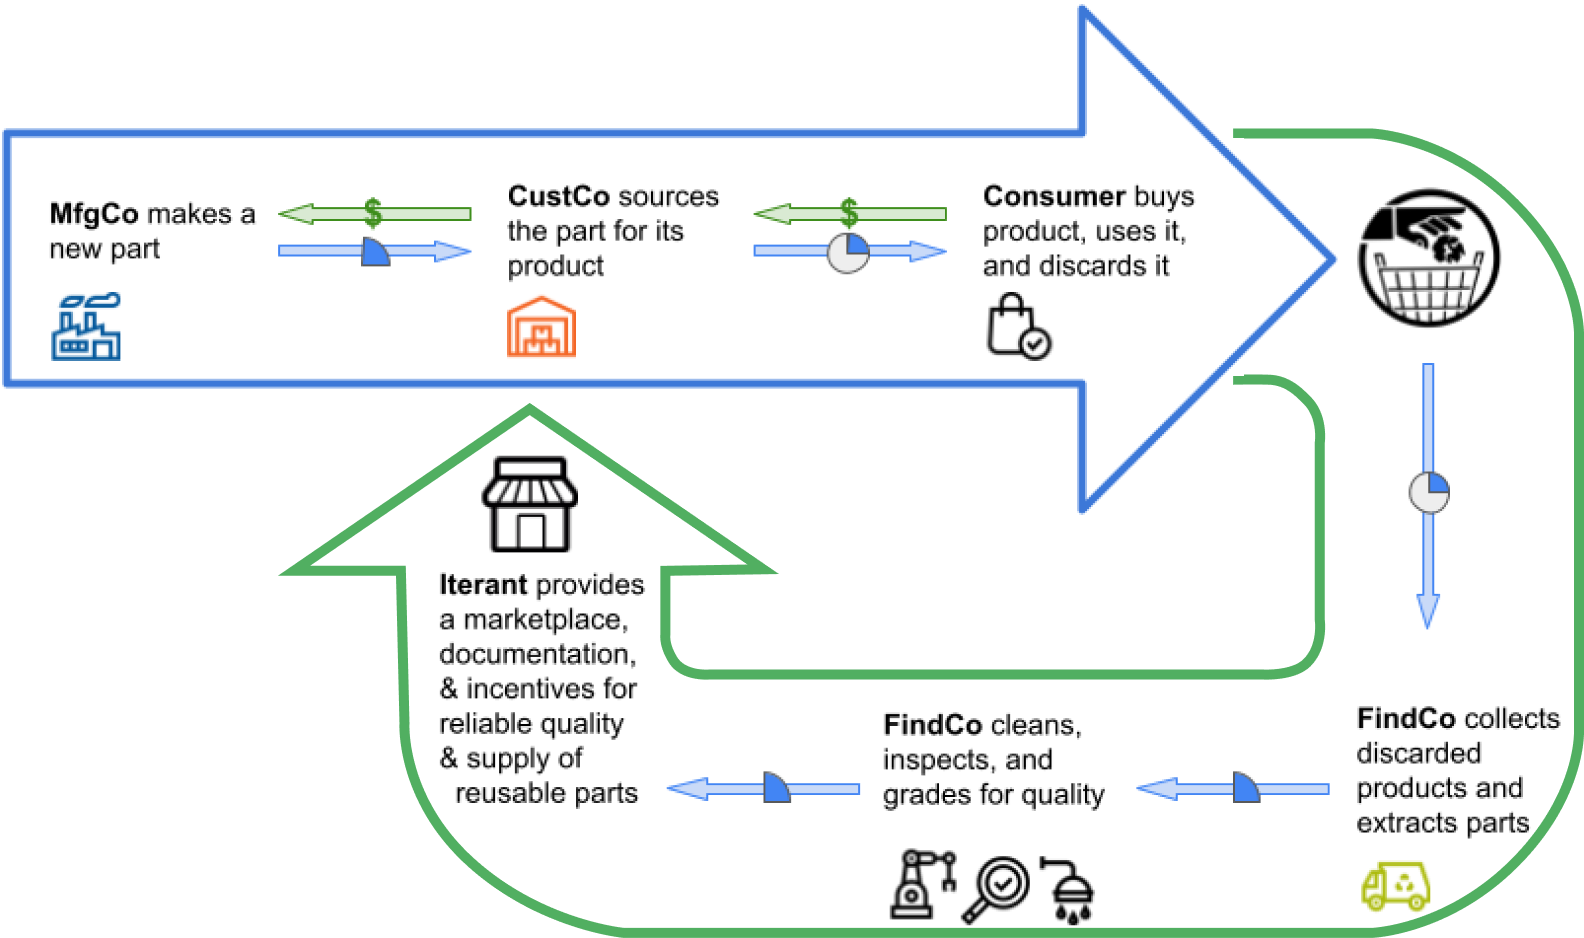 MfgCo makes a
new part
$
CustCo sources
the part for its
product
$
Consumer buys
product, uses it,
and discards it
Iterant provides
a marketplace,
documentation,
& incentives for
reliable quality
& supply of
reusable parts
FindCo cleans,
inspects, and
grades for quality
FindCo collects
discarded
products and
extracts parts